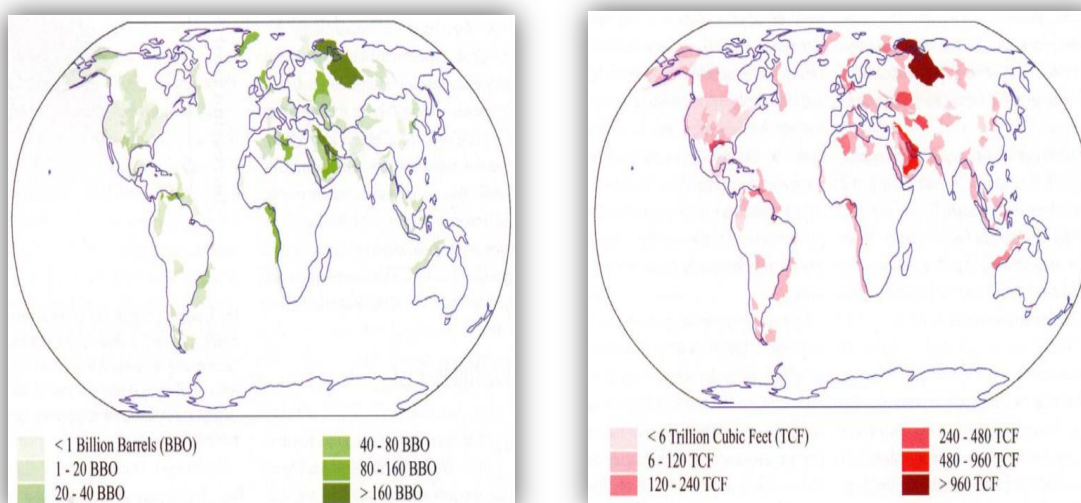 < 1 Billion Barrels (BBO)
1 - 20 BBO
20 - 40 BBO
40 - 80 BBO
80 - 160 BBO
> 160 BBO
< 6 Trillion Cubic Feet (TCF)
6 - 120 TCF
120 - 240 TCF
240 - 480 TCF
480 - 960 TCF
> 960 TCF